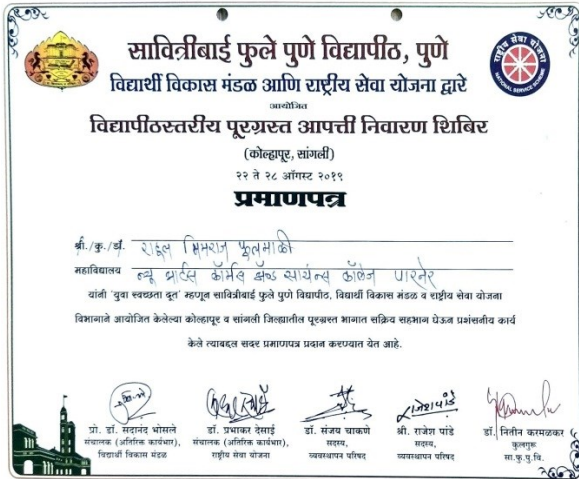 सावित्रीबाई फुले पुणे विद्यापीठ, पुणे
विद्यार्थी विकास मंडळ आणि राष्ट्रीय सेवा योजना द्वारे
आयोजित
विद्यापीठस्तरीय पूरग्रस्त आपत्ती निवारण शिबिर
(कोल्हापूर, सांगली)
२२ ते २८ ऑगस्ट २०१९
प्रमाणपत्र
श्री./कु./डॉ. राहूल भिमराज फुलमाळी
महाविद्यालय न्यू आर्टस कॉमर्स अँन्ड सायन्स कॉलेज पारनेर
यांनी 'युवा स्वच्छता दूत' म्हणून सावित्रीबाई फुले पुणे विद्यापीठ, विद्यार्थी विकास मंडळ व राष्ट्रीय सेवा योजना
विभागाने आयोजित केलेल्या कोल्हापूर व सांगली जिल्ह्यातील पूरग्रस्त भागात सक्रिय सहभाग घेऊन प्रशंसनीय कार्य
केले त्याबद्दल सदर प्रमाणपत्र प्रदान करण्यात येत आहे.
राजेश पांडे
प्रा. डॉ. सदानंद भोसले
संचालक (अतिरिक्त कार्यभार),
विद्यार्थी विकास मंडळ
डॉ. प्रभाकर देसाई
संचालक (अतिरिक्त कार्यभार),
राष्ट्रीय सेवा योजना
डॉ. संजय चाकणे
सदस्य,
व्यवस्थापन परिषद
श्री. राजेश पांडे
सदस्य,
व्यवस्थापन परिषद
डॉ. नितीन करमळकर
कुलगुरू
सा.फु.पु.वि.
राष्ट्रीय सेवा योजना
NATIONAL SERVICE SCHEME